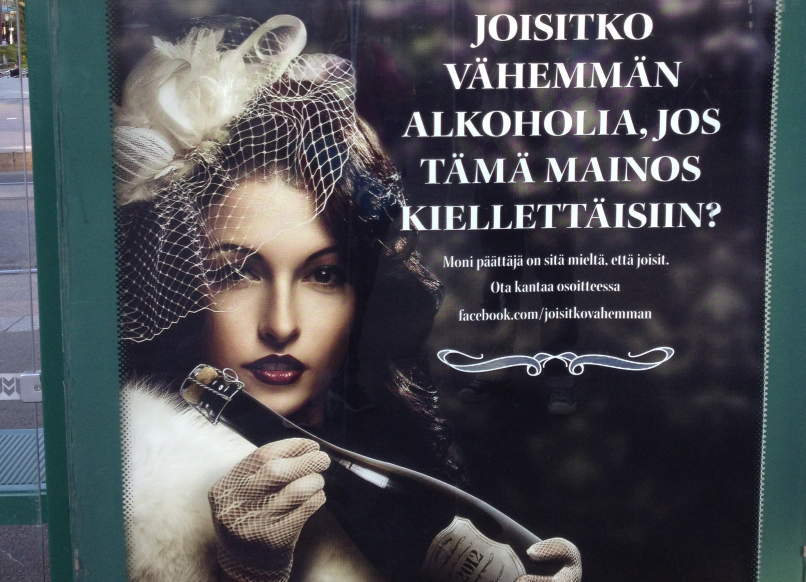 JOISITKO
VÄHEMMÄN
ALKOHOLIA, JOS
TÄMÄ MAINOS
KIELLETTÄISIIN?
Moni päättäjä on sitä mieltä, että joisit.
Ota kantaa osoitteessa
facebook.com/joisitkovahemman
2012